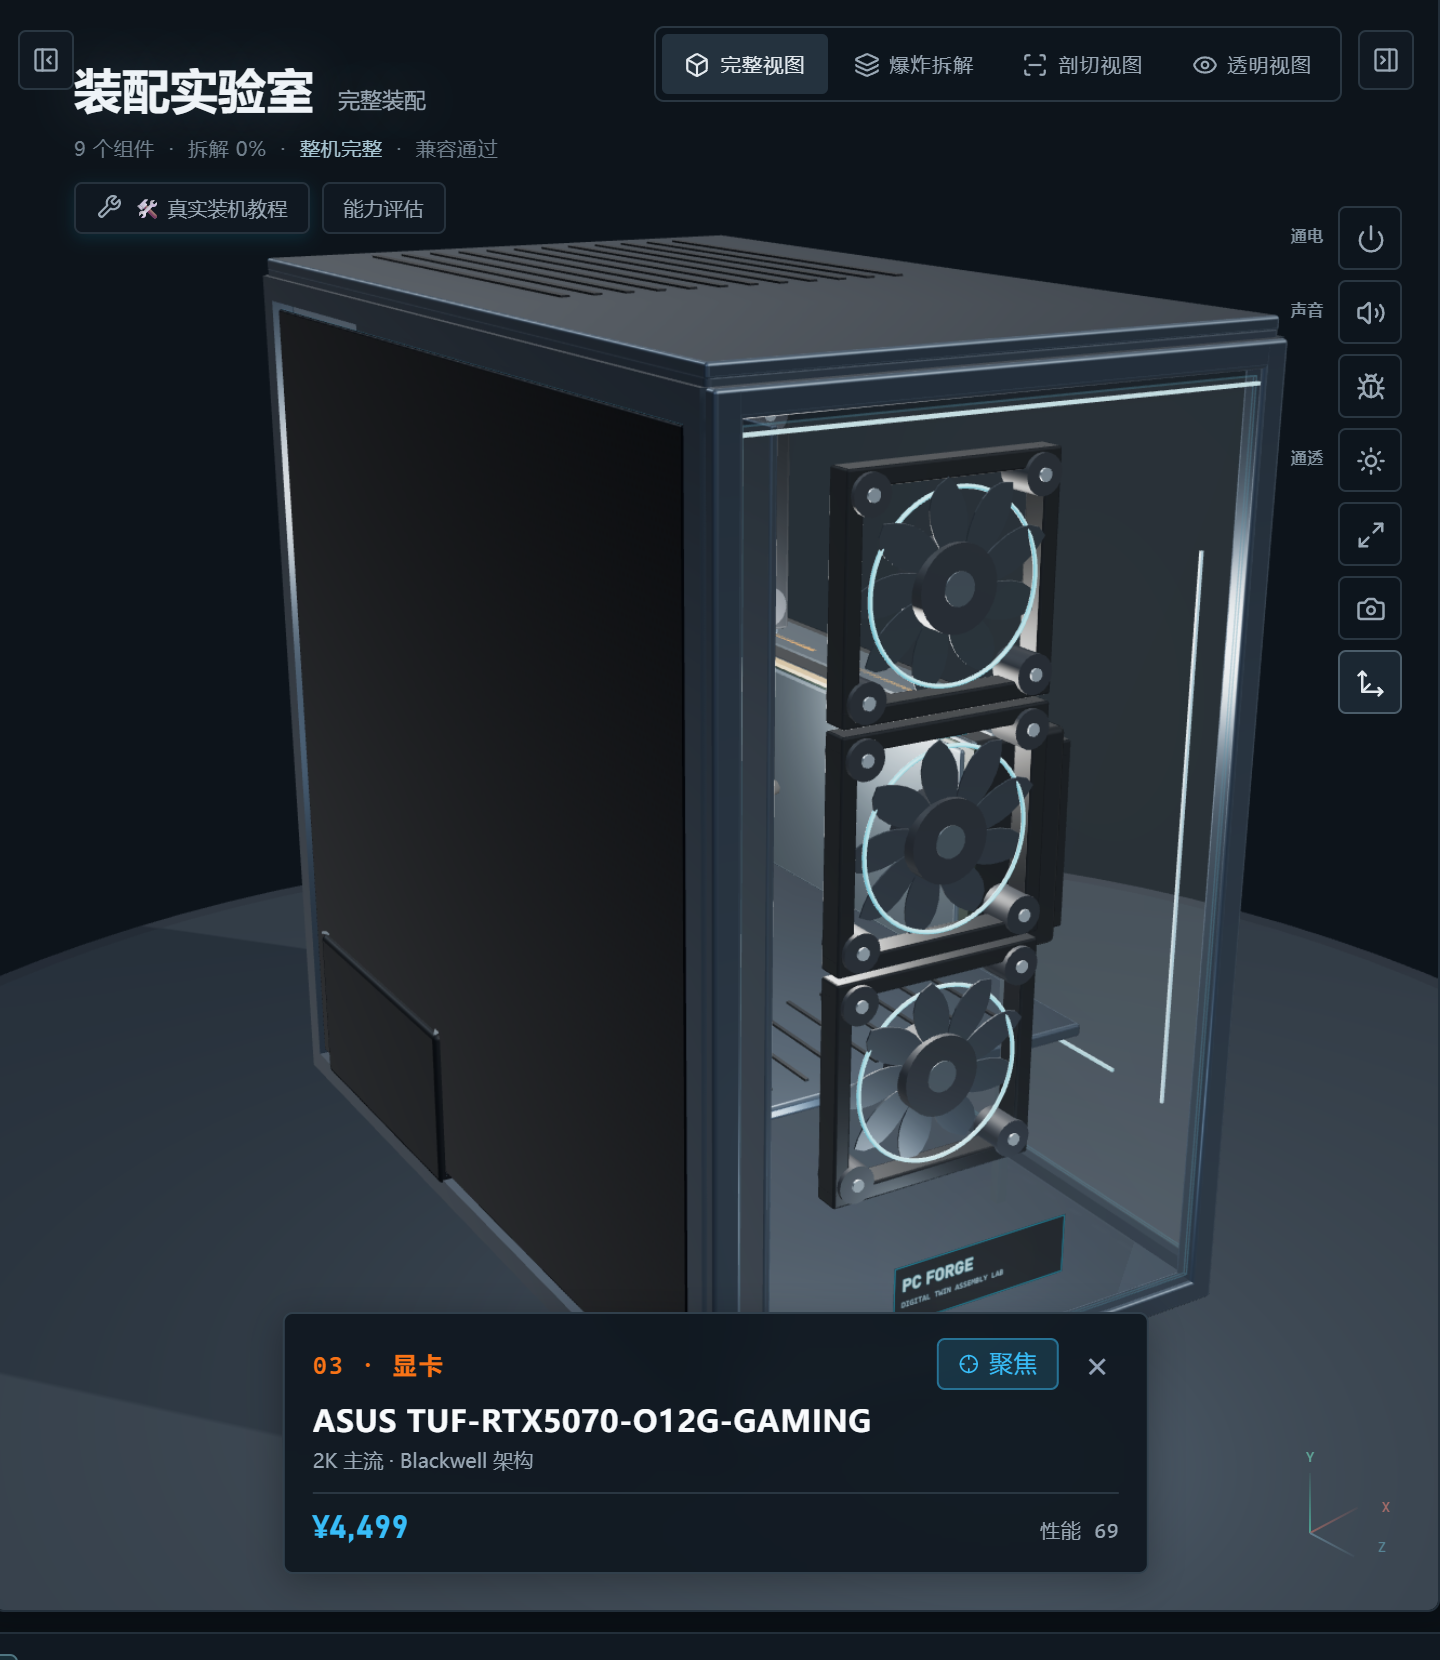 装配实验室 完整装配
完整视图 爆炸拆解 剖切视图 透明视图
9 个组件 · 拆解 0% · 整机完整 · 兼容通过
🛠 真实装机教程 能力评估
通电
声音
通透
PC FORGE
DIGITAL TWIN ASSEMBLY LAB
03 · 显卡
聚焦
ASUS TUF-RTX5070-O12G-GAMING
2K 主流 · Blackwell 架构
¥4,499
性能 69
Y
X
Z